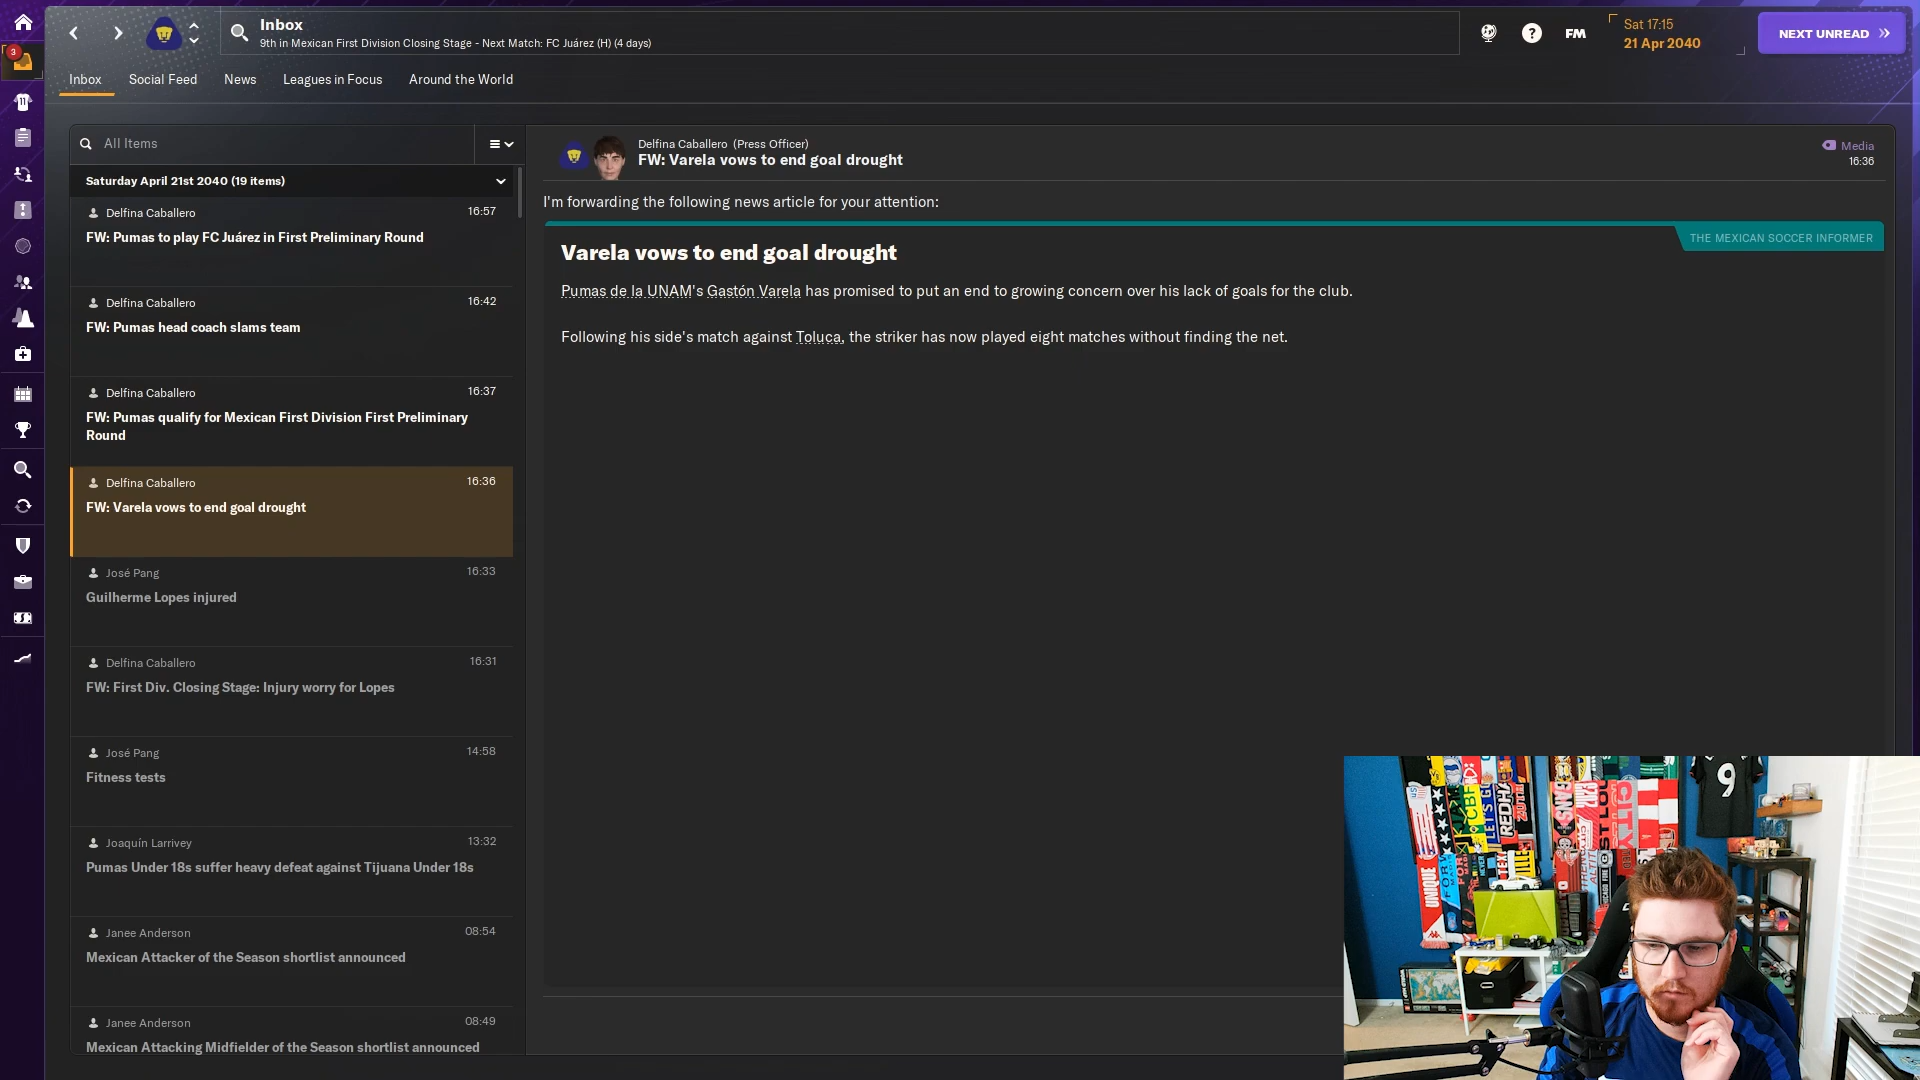 3
Inbox
9th in Mexican First Division Closing Stage - Next Match: FC Juárez (H) (4 days)
FM
Sat 17:15
21 Apr 2040
NEXT UNREAD
Inbox
Social Feed
News
Leagues in Focus
Around the World
All Items
Saturday April 21st 2040 (19 items)
Delfina Caballero
16:57
FW: Pumas to play FC Juárez in First Preliminary Round
Delfina Caballero
16:42
FW: Pumas head coach slams team
Delfina Caballero
16:37
FW: Pumas qualify for Mexican First Division First Preliminary
Round
Delfina Caballero
16:36
FW: Varela vows to end goal drought
José Pang
16:33
Guilherme Lopes injured
Delfina Caballero
16:31
FW: First Div. Closing Stage: Injury worry for Lopes
José Pang
14:58
Fitness tests
Joaquín Larrivey
13:32
Pumas Under 18s suffer heavy defeat against Tijuana Under 18s
Janee Anderson
08:54
Mexican Attacker of the Season shortlist announced
Janee Anderson
08:49
Mexican Attacking Midfielder of the Season shortlist announced
Delfina Caballero (Press Officer)
FW: Varela vows to end goal drought
Media
16:36
I'm forwarding the following news article for your attention:
THE MEXICAN SOCCER INFORMER
Varela vows to end goal drought
Pumas de la UNAM's Gastón Varela has promised to put an end to growing concern over his lack of goals for the club.
Following his side's match against Toluca, the striker has now played eight matches without finding the net.
9
UNIQUE
CITY